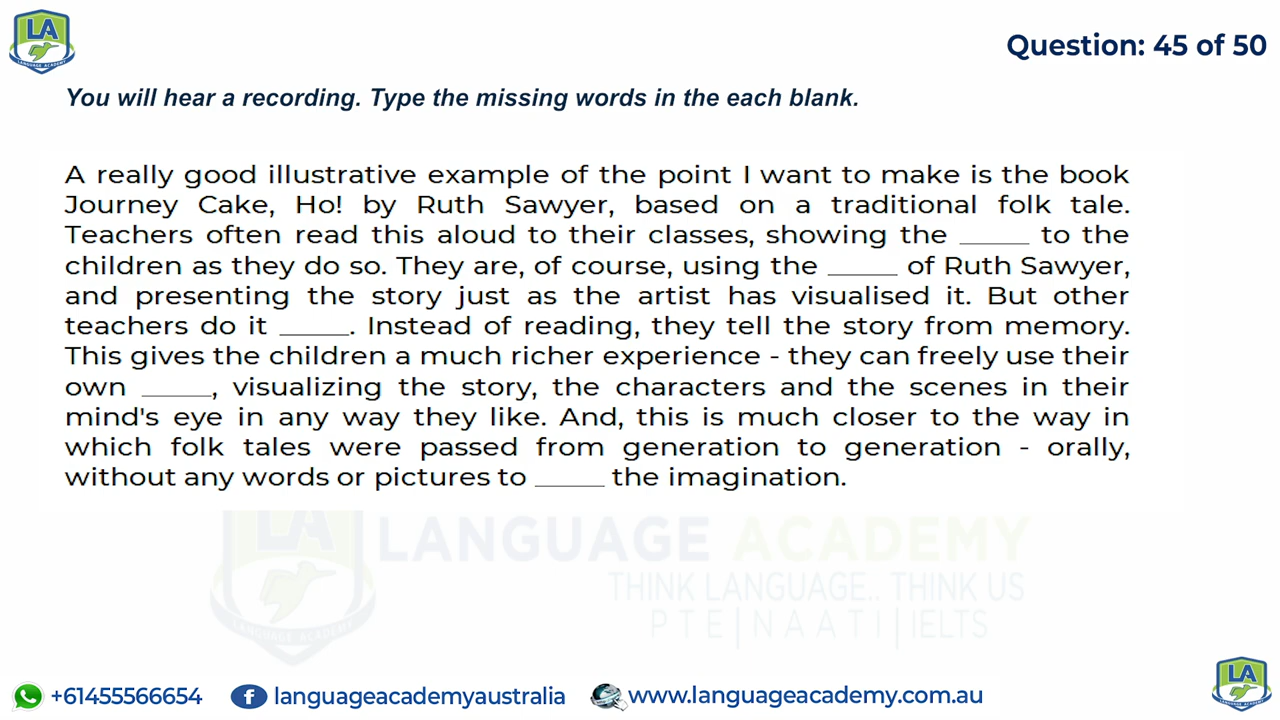 LA
LANGUAGE ACADEMY
Question: 45 of 50
You will hear a recording. Type the missing words in the each blank.
A really good illustrative example of the point I want to make is the book
Journey Cake, Ho! by Ruth Sawyer, based on a traditional folk tale.
Teachers often read this aloud to their classes, showing the _____ to the
children as they do so. They are, of course, using the _____ of Ruth Sawyer,
and presenting the story just as the artist has visualised it. But other
teachers do it _____. Instead of reading, they tell the story from memory.
This gives the children a much richer experience - they can freely use their
own _____, visualizing the story, the characters and the scenes in their
mind's eye in any way they like. And, this is much closer to the way in
which folk tales were passed from generation to generation - orally,
without any words or pictures to _____ the imagination.
LA
LANGUAGE ACADEMY
LANGUAGE ACADEMY
THINK LANGUAGE.. THINK US
PTE|NAATI|IELTS
+61455566654 languageacademyaustralia www.languageacademy.com.au
LA
LANGUAGE ACADEMY